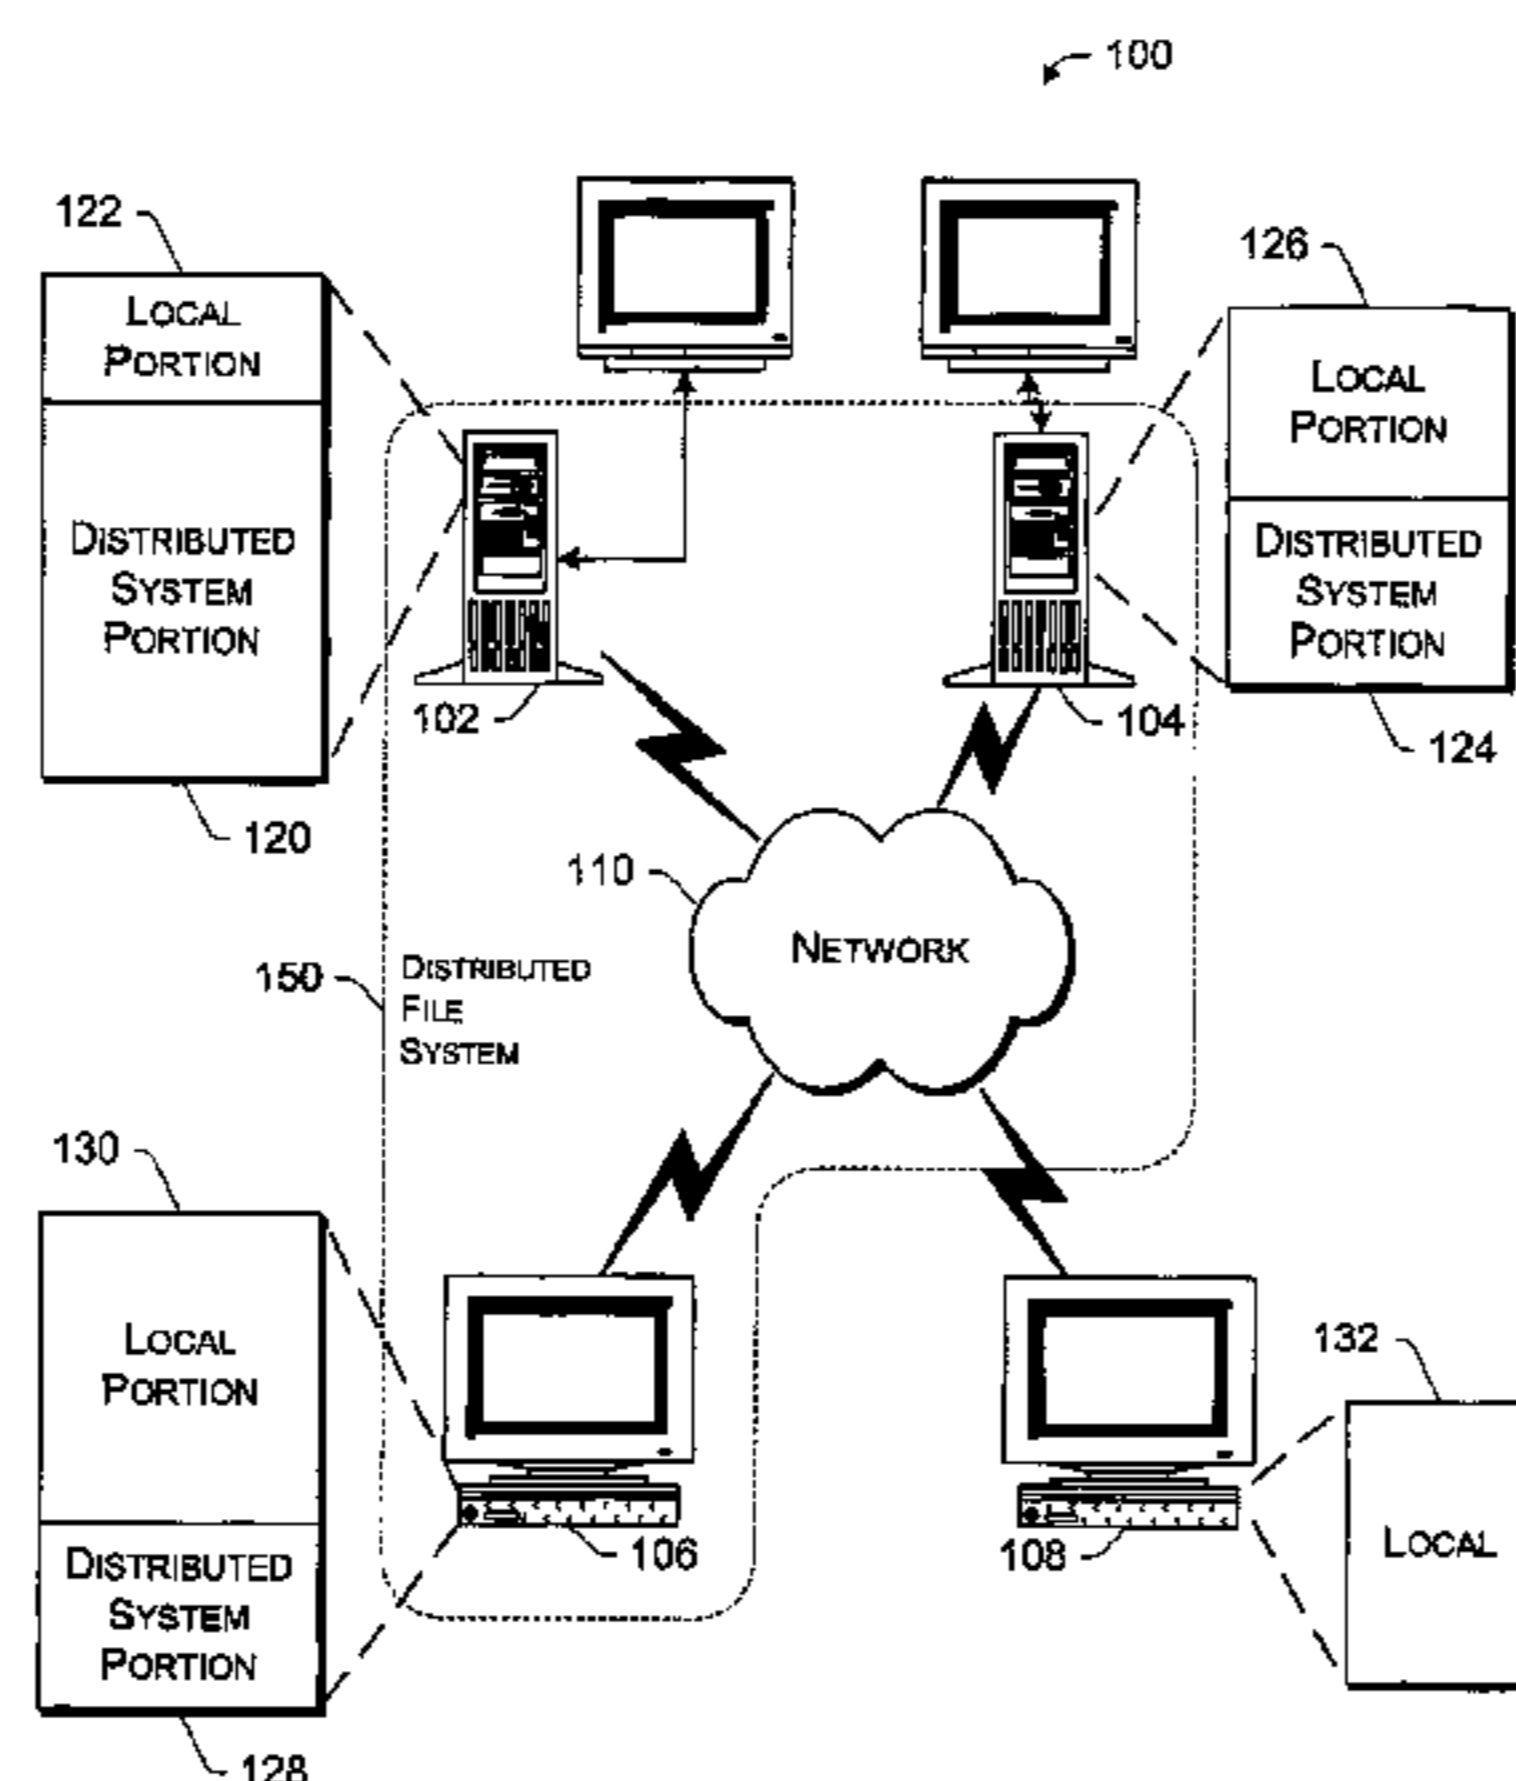 100
122
126
LOCAL
PORTION
LOCAL
PORTION
DISTRIBUTED
SYSTEM
PORTION
DISTRIBUTED
SYSTEM
PORTION
102
104
124
120
110
NETWORK
150
DISTRIBUTED
FILE
SYSTEM
130
LOCAL
PORTION
132
DISTRIBUTED
SYSTEM
PORTION
106
108
LOCAL
128